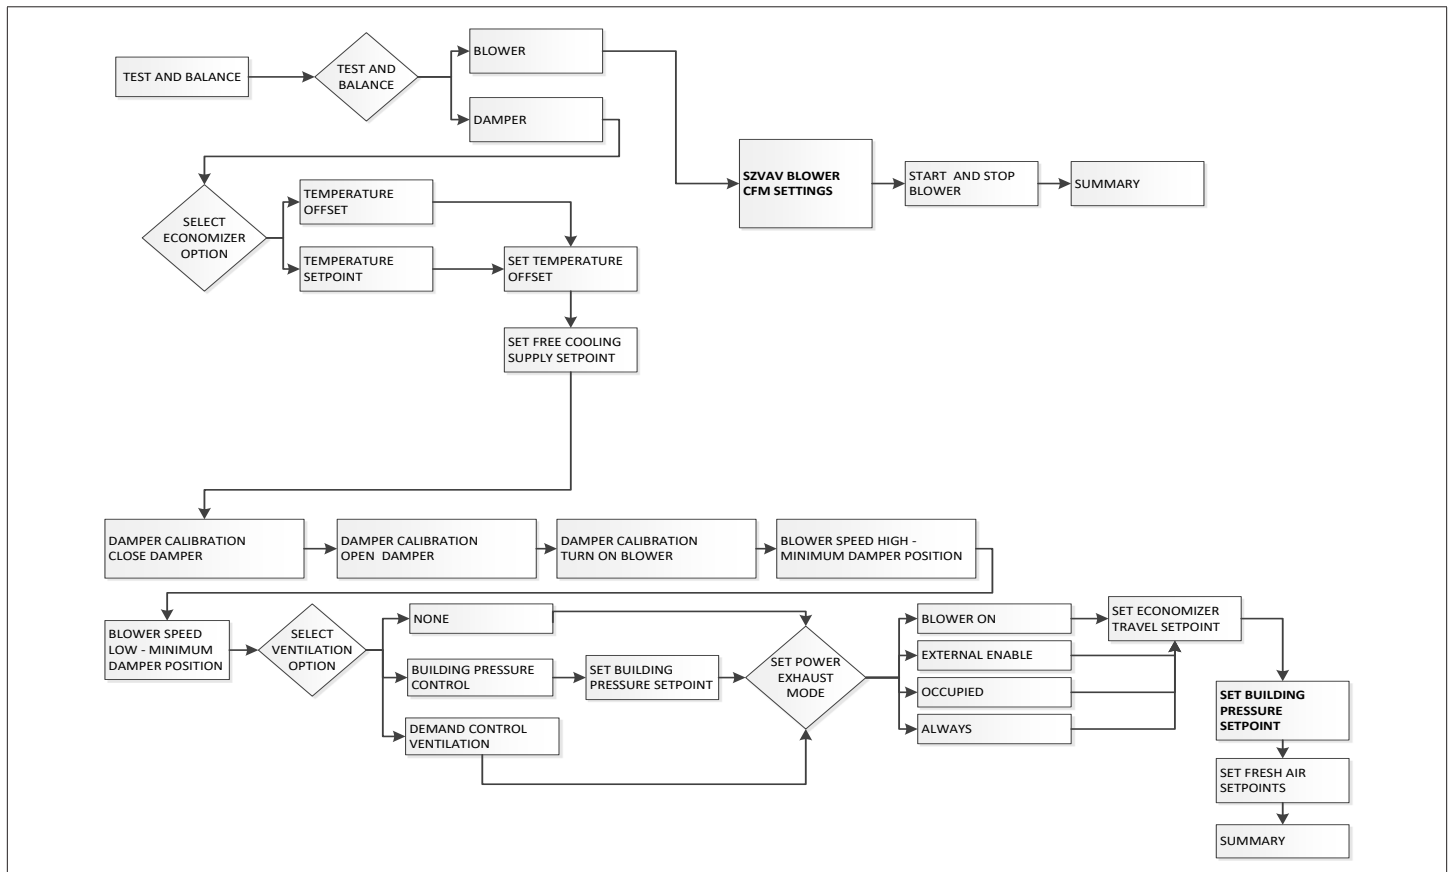 TEST AND BALANCE
TEST AND
BALANCE
BLOWER
DAMPER
SZVAV BLOWER
CFM SETTINGS
START  AND STOP
BLOWER
SUMMARY
SELECT
ECONOMIZER
OPTION
TEMPERATURE
OFFSET
TEMPERATURE
SETPOINT
SET TEMPERATURE
OFFSET
SET FREE COOLING
SUPPLY SETPOINT
DAMPER CALIBRATION
CLOSE DAMPER
DAMPER CALIBRATION
OPEN  DAMPER
DAMPER CALIBRATION
TURN ON BLOWER
BLOWER SPEED HIGH -
MINIMUM DAMPER POSITION
BLOWER SPEED
LOW - MINIMUM
DAMPER POSITION
SELECT
VENTILATION
OPTION
NONE
BUILDING PRESSURE
CONTROL
SET BUILDING
PRESSURE SETPOINT
DEMAND CONTROL
VENTILATION
SET POWER
EXHAUST
MODE
BLOWER ON
EXTERNAL ENABLE
OCCUPIED
ALWAYS
SET ECONOMIZER
TRAVEL SETPOINT
SET BUILDING
PRESSURE
SETPOINT
SET FRESH AIR
SETPOINTS
SUMMARY